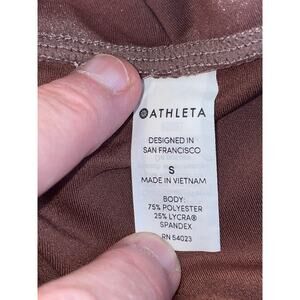 ATHLETA
DESIGNED IN
SAN FRANCISCO
S
MADE IN VIETNAM
BODY:
75% POLYESTER
25% LYCRA®
SPANDEX
RN 54023